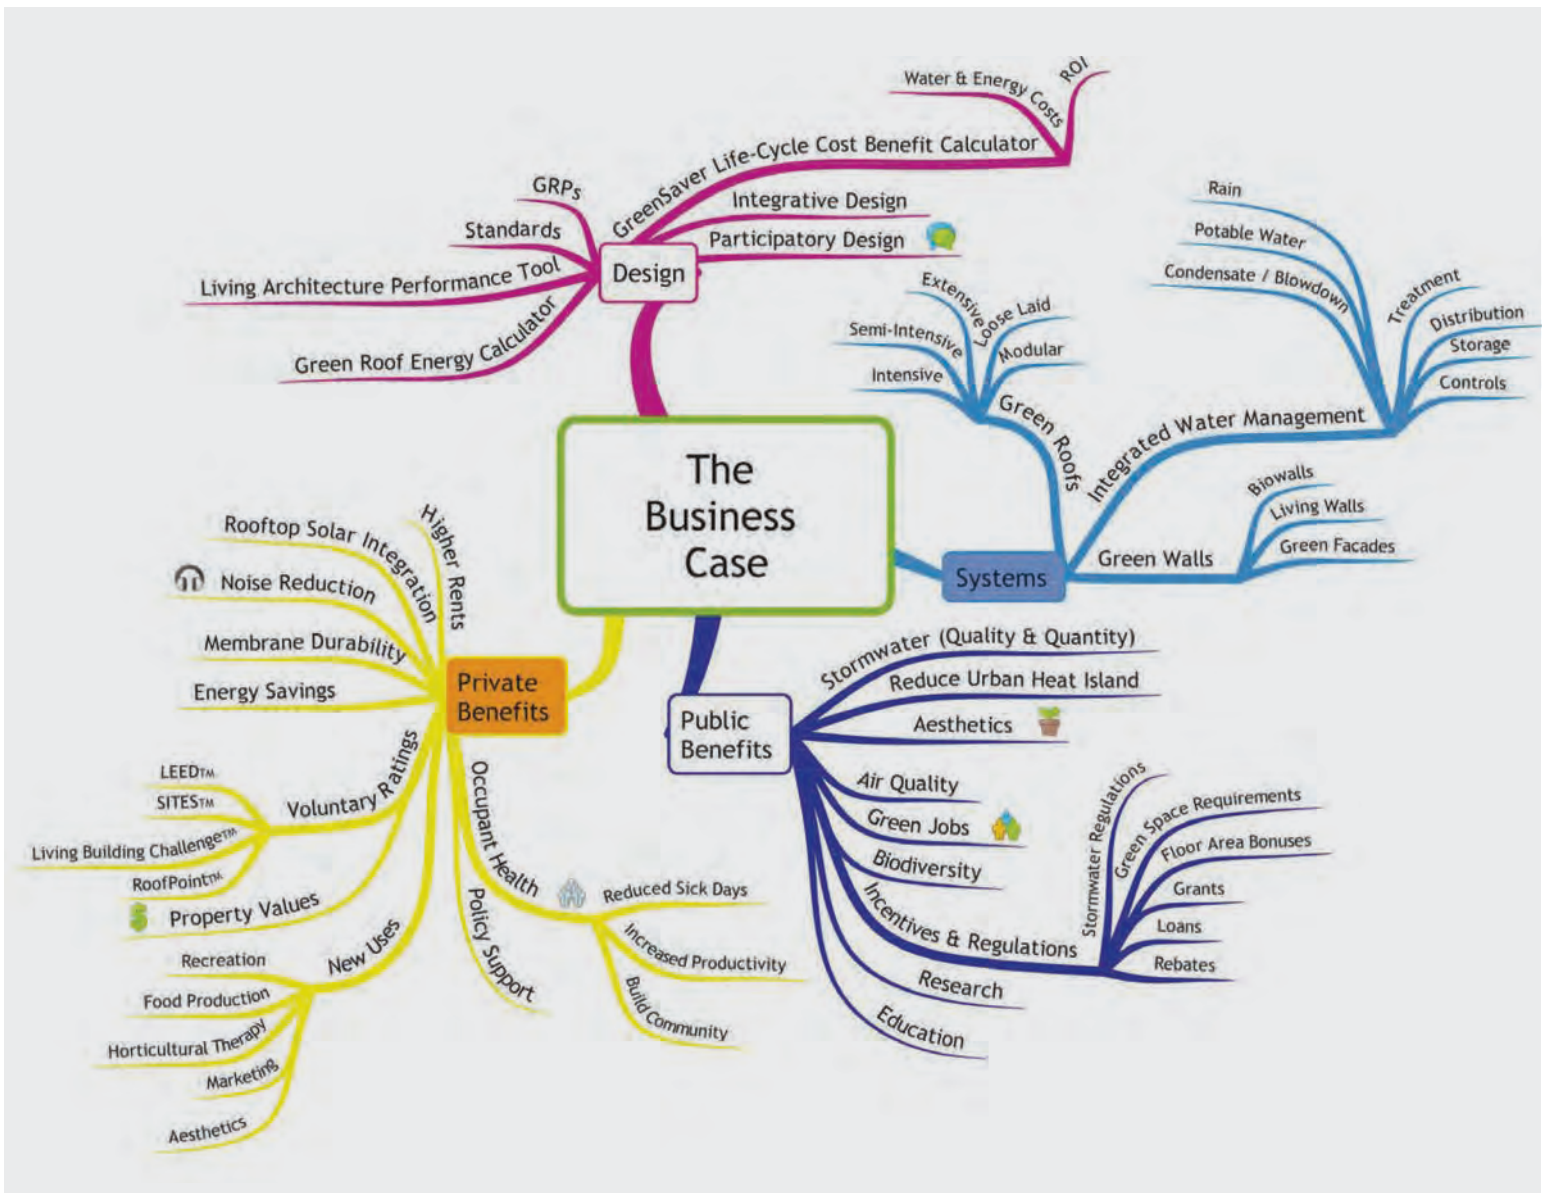 The
Business
Case
Design
GreenSaver Life-Cycle Cost Benefit Calculator
Water & Energy Costs
ROI
Integrative Design
Participatory Design
GRPs
Standards
Living Architecture Performance Tool
Green Roof Energy Calculator
Systems
Green Roofs
Extensive
Semi-Intensive
Intensive
Loose Laid
Modular
Integrated Water Management
Rain
Potable Water
Condensate / Blowdown
Treatment
Distribution
Storage
Controls
Green Walls
Biowalls
Living Walls
Green Facades
Public
Benefits
Stormwater (Quality & Quantity)
Reduce Urban Heat Island
Aesthetics
Air Quality
Green Jobs
Biodiversity
Incentives & Regulations
Stormwater Regulations
Green Space Requirements
Floor Area Bonuses
Grants
Loans
Rebates
Research
Education
Private
Benefits
Higher Rents
Rooftop Solar Integration
Noise Reduction
Membrane Durability
Energy Savings
Voluntary Ratings
LEED™
SITES™
Living Building Challenge™
RoofPoint™
Property Values
New Uses
Recreation
Food Production
Horticultural Therapy
Marketing
Aesthetics
Policy Support
Occupant Health
Reduced Sick Days
Increased Productivity
Build Community